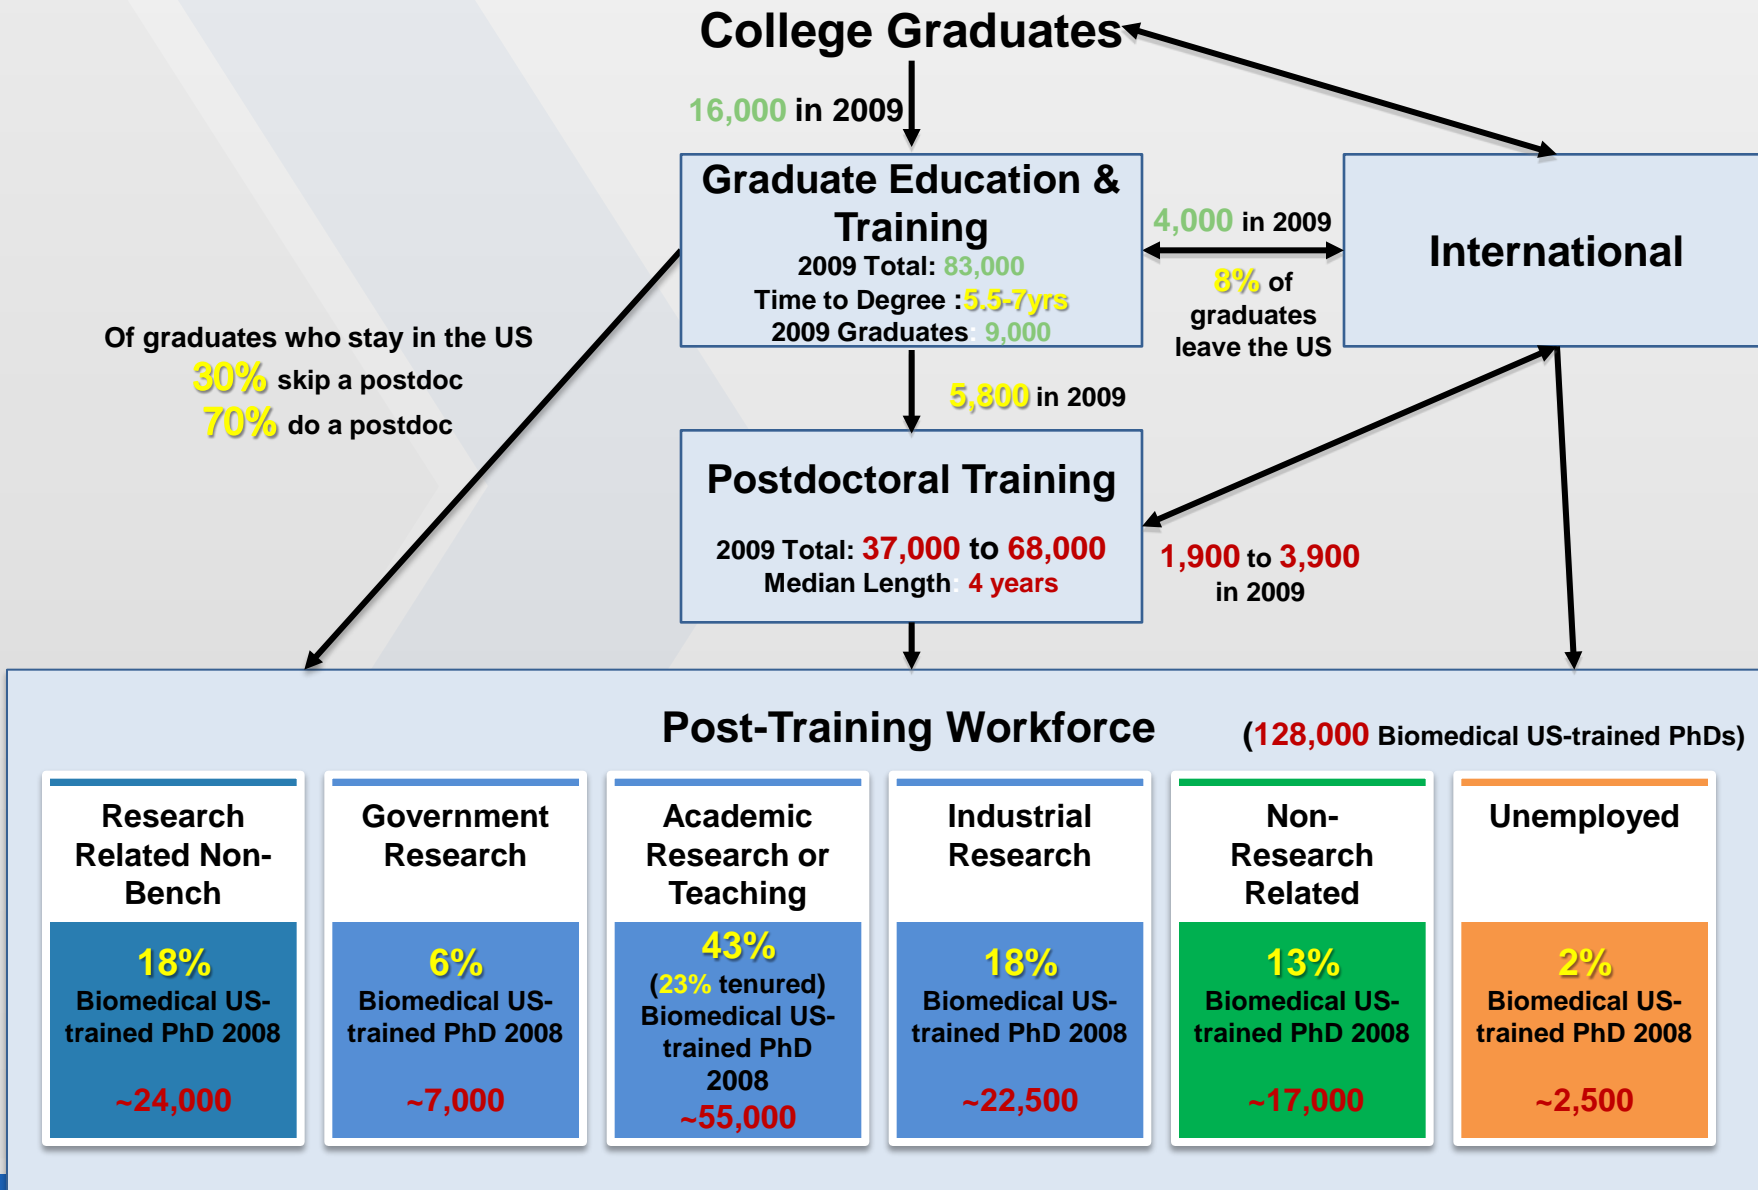 College Graduates
16,000 in 2009
Graduate Education &
Training
2009 Total: 83,000
Time to Degree :5.5-7yrs
2009 Graduates: 9,000
4,000 in 2009
8% of
graduates
leave the US
International
Of graduates who stay in the US
30% skip a postdoc
70% do a postdoc
5,800 in 2009
Postdoctoral Training
2009 Total: 37,000 to 68,000
Median Length: 4 years
1,900 to 3,900
in 2009
Post-Training Workforce
(128,000 Biomedical US-trained PhDs)
Research
Related Non-
Bench
18%
Biomedical US-
trained PhD 2008
~24,000
Government
Research
6%
Biomedical US-
trained PhD 2008
~7,000
Academic
Research or
Teaching
43%
(23% tenured)
Biomedical US-
trained PhD
2008
~55,000
Industrial
Research
18%
Biomedical US-
trained PhD 2008
~22,500
Non-
Research
Related
13%
Biomedical US-
trained PhD 2008
~17,000
Unemployed
2%
Biomedical US-
trained PhD 2008
~2,500